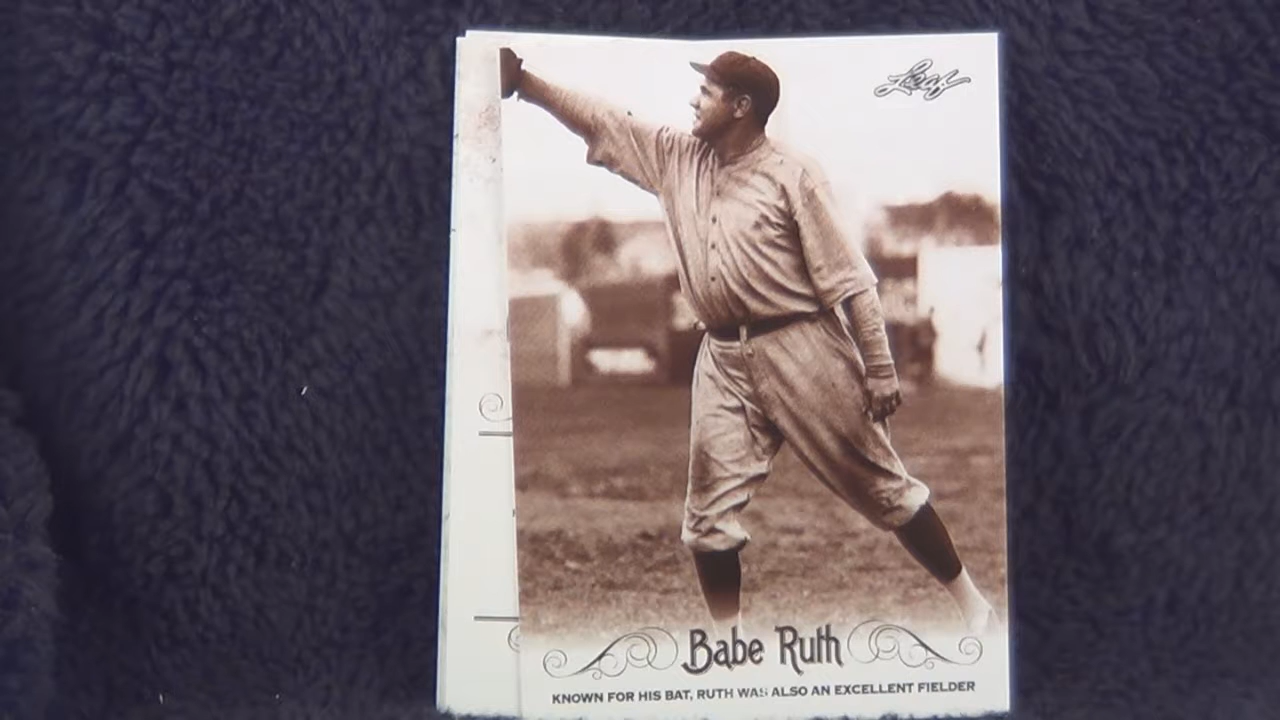 Leaf
Babe Ruth
KNOWN FOR HIS BAT, RUTH WAS ALSO AN EXCELLENT FIELDER